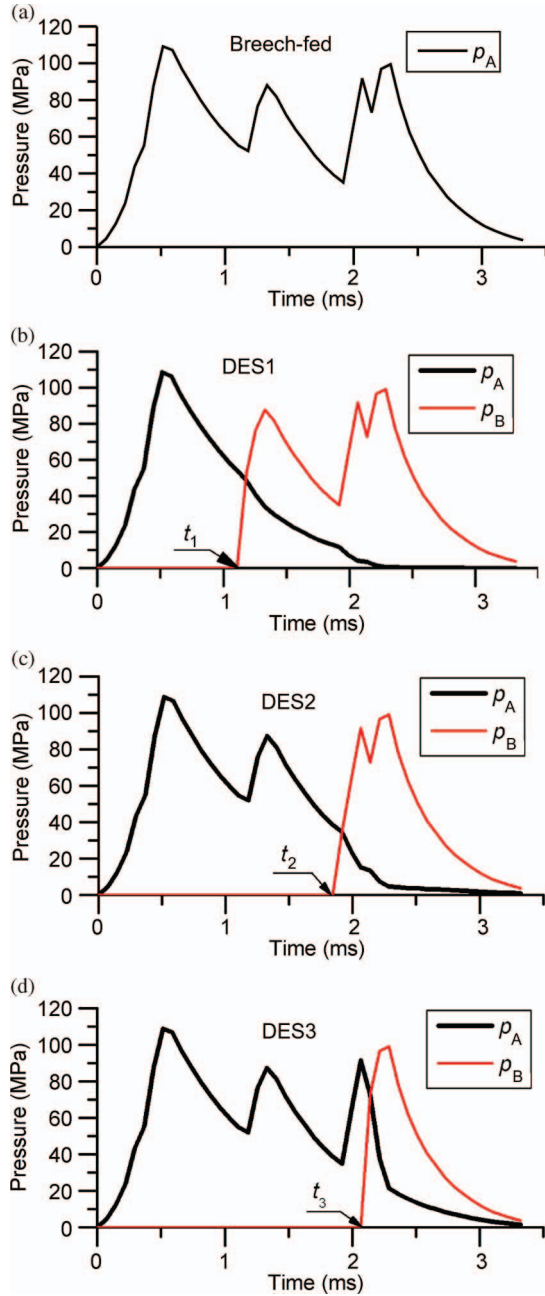 (a)
Breech-fed
pA
Pressure (MPa)
120
100
80
60
40
20
0
0 1 2 3
Time (ms)
(b)
DES1
pA
pB
t1
Pressure (MPa)
120
100
80
60
40
20
0
0 1 2 3
Time (ms)
(c)
DES2
pA
pB
t2
Pressure (MPa)
120
100
80
60
40
20
0
0 1 2 3
Time (ms)
(d)
DES3
pA
pB
t3
Pressure (MPa)
120
100
80
60
40
20
0
0 1 2 3
Time (ms)